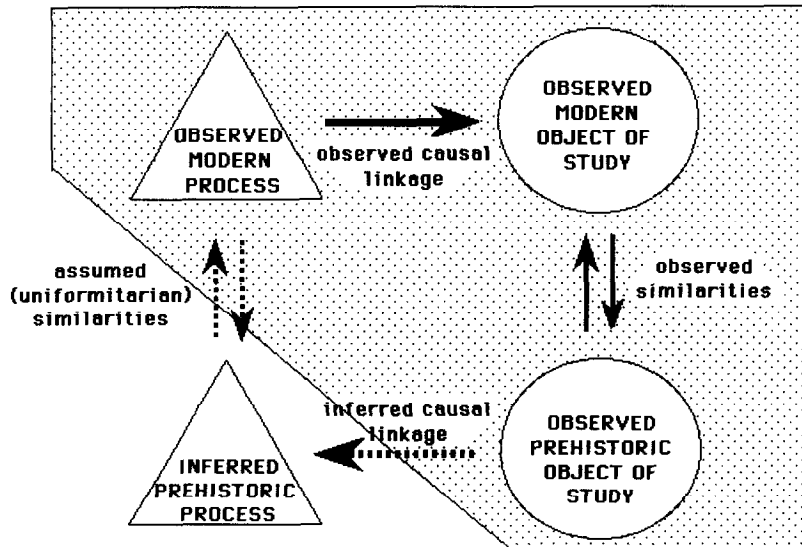 OBSERVED
MODERN
PROCESS
observed causal
linkage
OBSERVED
MODERN
OBJECT OF
STUDY
assumed
(uniformitarian)
similarities
observed
similarities
INFERRED
PREHISTORIC
PROCESS
inferred causal
linkage
OBSERVED
PREHISTORIC
OBJECT OF
STUDY